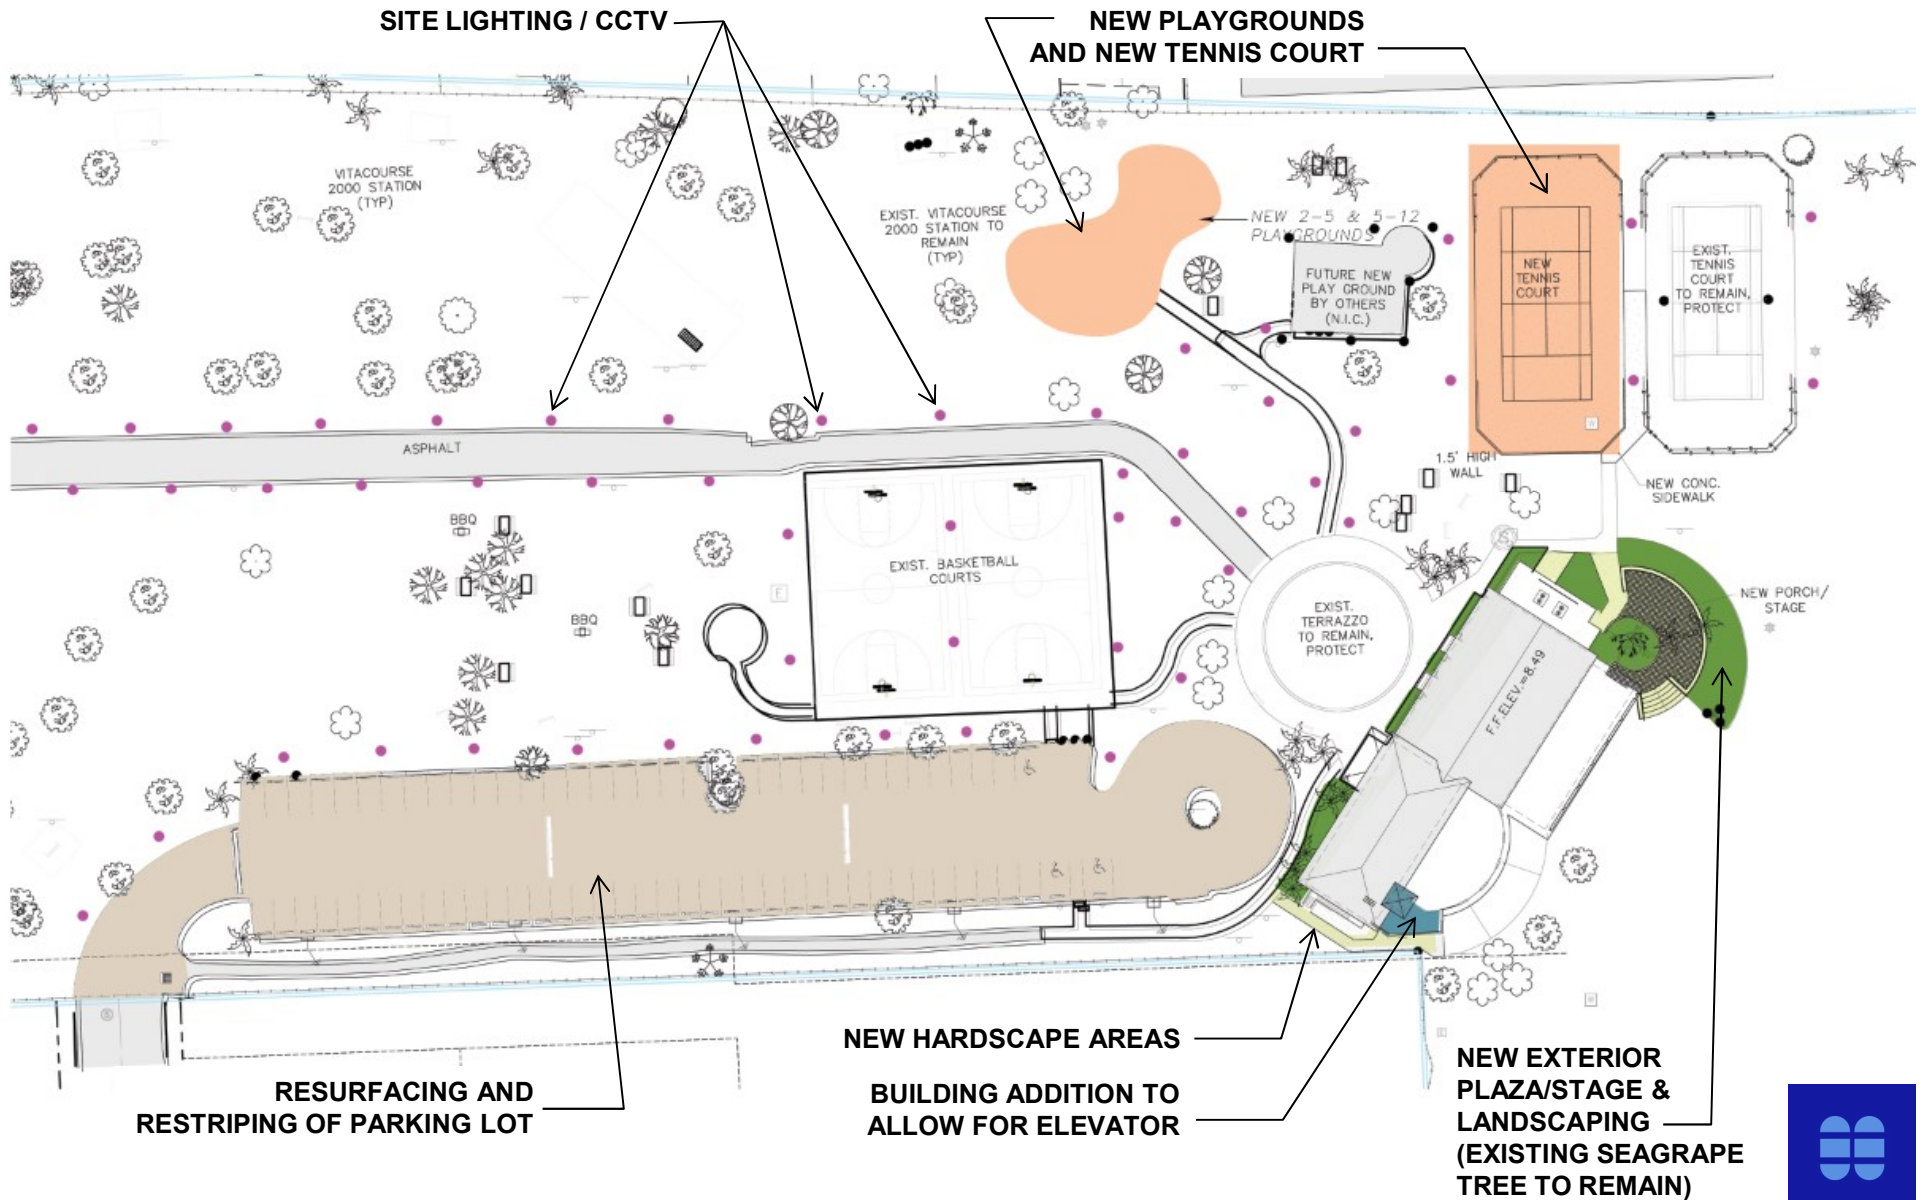 SITE LIGHTING / CCTV
NEW PLAYGROUNDS
AND NEW TENNIS COURT
VITACOURSE
2000 STATION
(TYP)
EXIST. VITACOURSE
2000 STATION TO
REMAIN
(TYP)
NEW 2-5 & 5-12
PLAYGROUNDS
FUTURE NEW
PLAY GROUND
BY OTHERS
(N.I.C.)
NEW
TENNIS
COURT
EXIST.
TENNIS
COURT
TO REMAIN,
PROTECT
ASPHALT
1.5' HIGH
WALL
NEW CONC.
SIDEWALK
BBQ
EXIST. BASKETBALL
COURTS
E
BBQ
EXIST.
TERRAZZO
TO REMAIN,
PROTECT
NEW PORCH/
STAGE
F.F.ELEV.=8.49
NEW HARDSCAPE AREAS
BUILDING ADDITION TO
ALLOW FOR ELEVATOR
RESURFACING AND
RESTRIPING OF PARKING LOT
NEW EXTERIOR
PLAZA/STAGE &
LANDSCAPING
(EXISTING SEAGRAPE
TREE TO REMAIN)